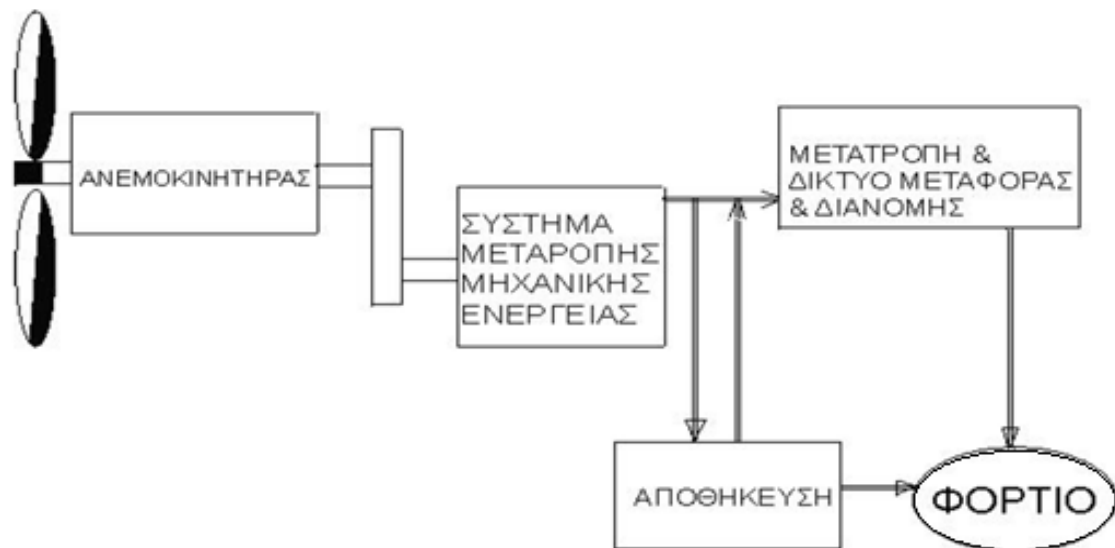 ΑΝΕΜΟΚΙΝΗΤΗΡΑΣ
ΣΥΣΤΗΜΑ
ΜΕΤΑΡΟΠΗΣ
ΜΗΧΑΝΙΚΗΣ
ΕΝΕΡΓΕΙΑΣ
ΜΕΤΑΤΡΟΠΗ &
ΔΙΚΤΥΟ ΜΕΤΑΦΟΡΑΣ
& ΔΙΑΝΟΜΗΣ
ΑΠΟΘΗΚΕΥΣΗ
ΦΟΡΤΙΟ